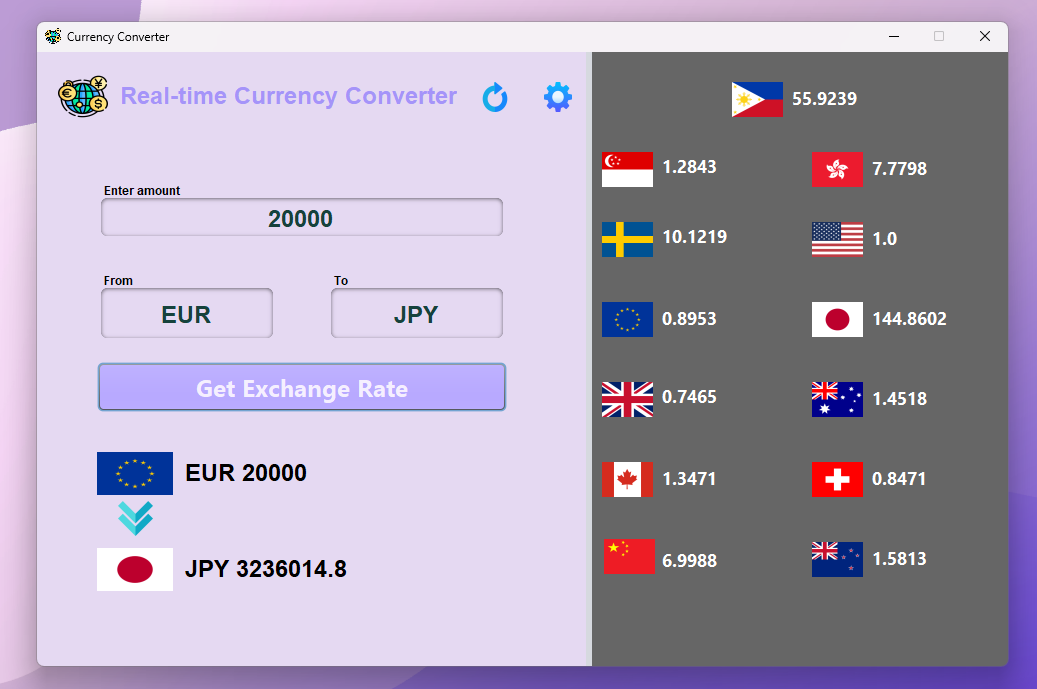 Currency Converter
Real-time Currency Converter
Enter amount
20000
From To
EUR JPY
Get Exchange Rate
EUR 20000
JPY 3236014.8
55.9239
1.2843 7.7798
10.1219 1.0
0.8953 144.8602
0.7465 1.4518
1.3471 0.8471
6.9988 1.5813